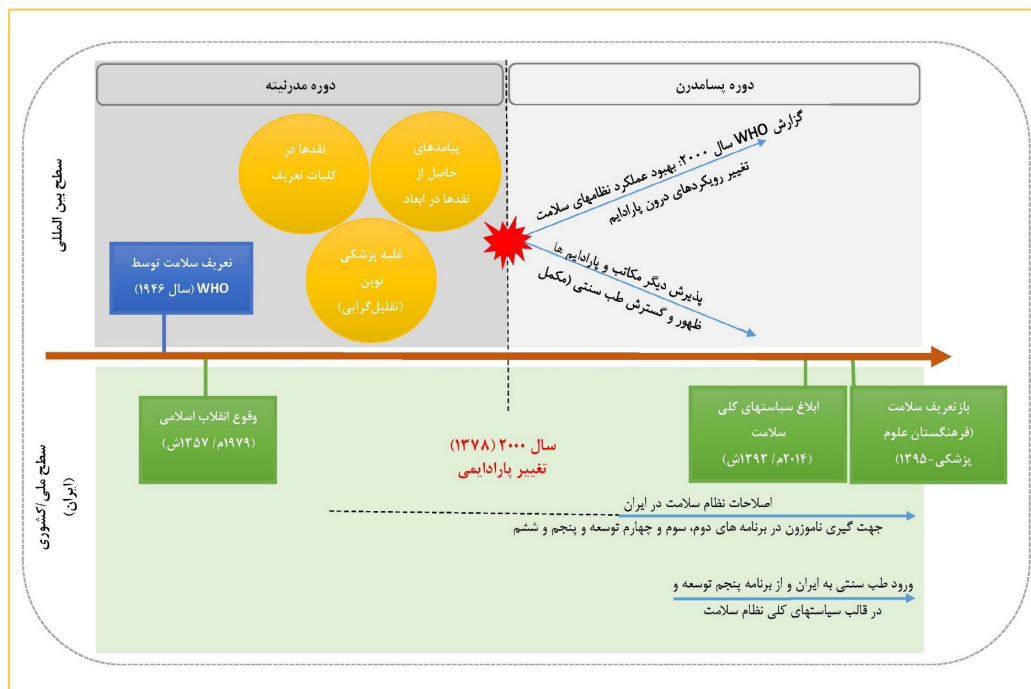 دوره مدرنیته
دوره پسامدرن
سطح بین المللی
نقدها در
کلیات تعریف
پیامدهای
حاصل از
نقدها در ابعاد
غلبه پزشکی
نوین
(تقلیل‌گرایی)
گزارش WHO سال ۲۰۰۰: بهبود عملکرد نظامهای سلامت
تغییر رویکردهای درون پارادایم
پذیرش دیگر مکاتب و پارادایم ها
ظهور و گسترش طب سنتی (مکمل
تعریف سلامت توسط
WHO (سال ۱۹۴۶)
سطح ملی/کشوری
(ایران)
وقوع انقلاب اسلامی
(۱۹۷۹م/ ۱۳۵۷ش)
سال ۲۰۰۰ (۱۳۷۸)
تغییر پارادایمی
ابلاغ سیاستهای کلی
سلامت
(۲۰۱۴م/ ۱۳۹۳ش)
بازتعریف سلامت
(فرهنگستان علوم
پزشکی-۱۳۹۵)
اصلاحات نظام سلامت در ایران
جهت گیری ناموزون در برنامه های دوم، سوم و چهارم توسعه و پنجم و ششم
ورود طب سنتی به ایران و از برنامه پنجم توسعه و
در قالب سیاستهای کلی نظام سلامت